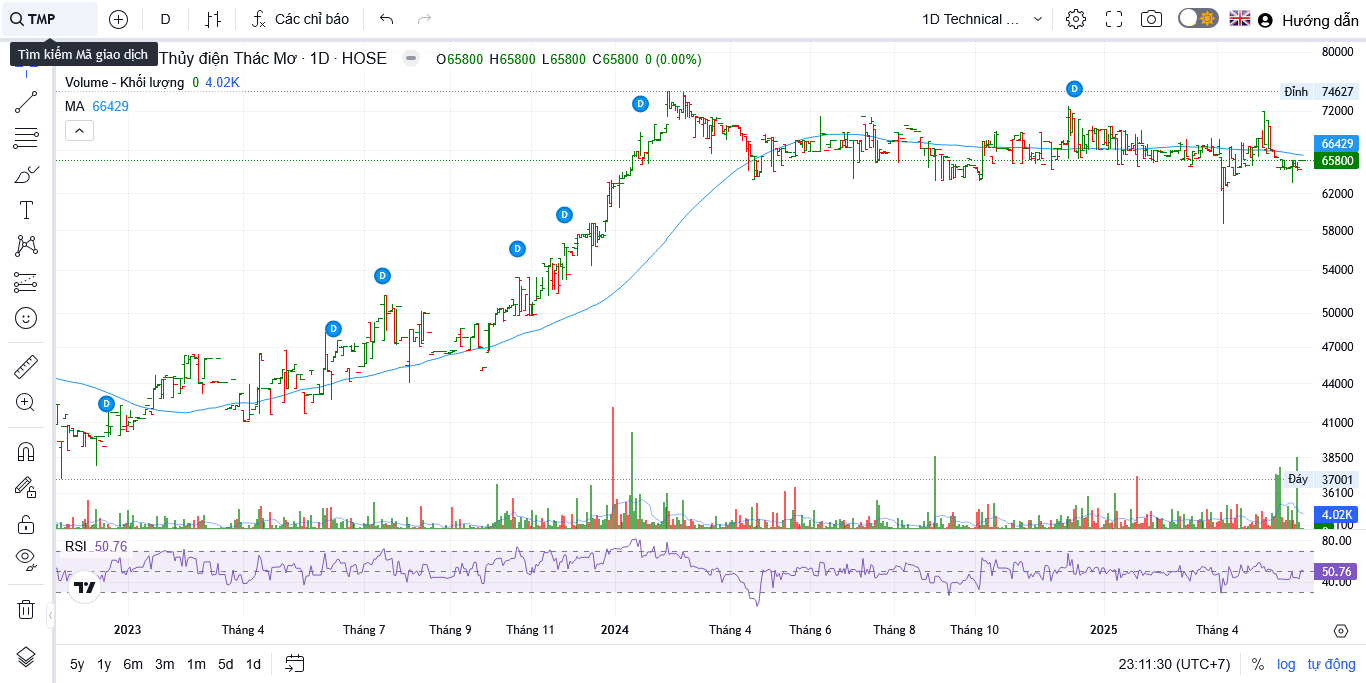 TMP
D
Các chỉ báo
1D Technical ...
Hướng dẫn
Tìm kiếm Mã giao dịch
Thủy điện Thác Mơ · 1D · HOSE
O65800 H65800 L65800 C65800 0 (0.00%)
Volume - Khối lượng 0 4.02K
MA 66429
80000
Đỉnh 74627
72000
66429
65800
62000
58000
54000
50000
47000
44000
41000
38500
Đáy 37001
36100
4.02K
D
D
D
D
D
D
D
RSI 50.76
80.00
50.76
40.00
2023
Tháng 4
Tháng 7
Tháng 9
Tháng 11
2024
Tháng 4
Tháng 6
Tháng 8
Tháng 10
2025
Tháng 4
5y 1y 6m 3m 1m 5d 1d
23:11:30 (UTC+7)
% log tự động